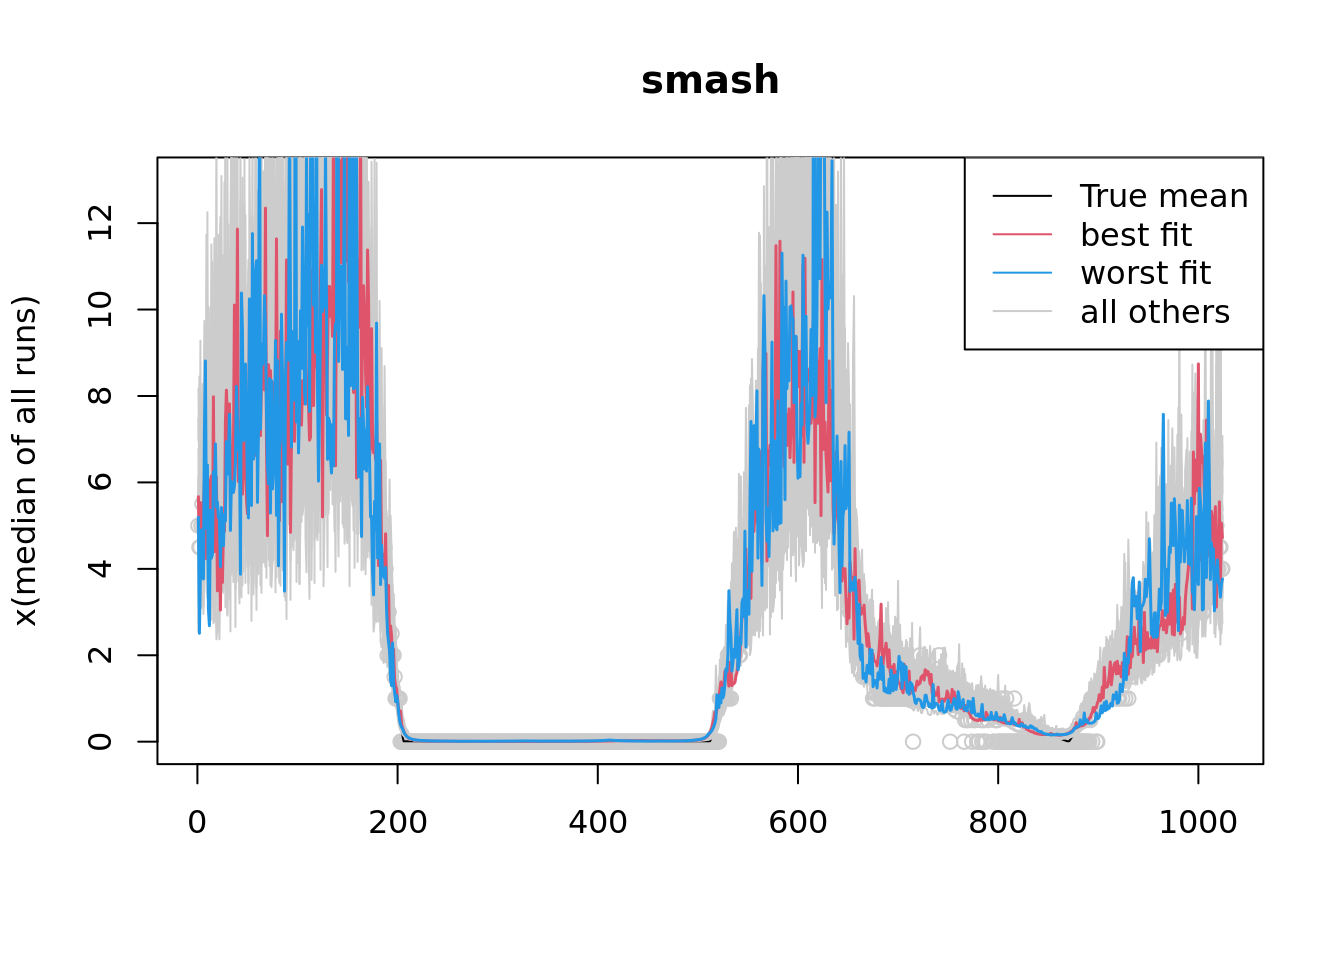 smash
x(median of all runs)
12
10
8
6
4
2
0
True mean
best fit
worst fit
all others
0 200 400 600 800 1000